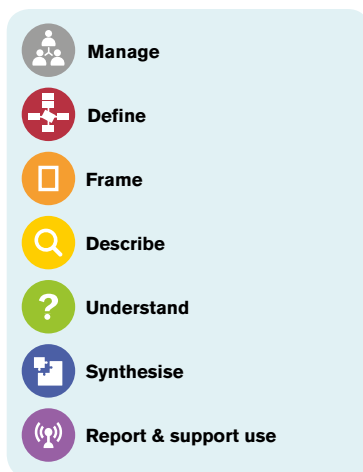 Manage
Define
Frame
Describe
?
Understand
Synthesise
Report & support use